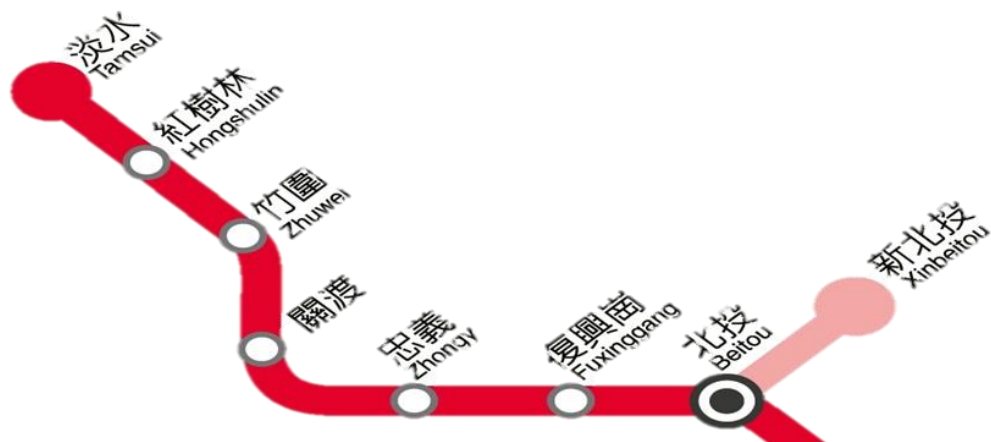 淡水
Tamsui
紅樹林
Hongshulin
竹圍
Zhuwei
關渡
忠義
Zhongy
復興崗
Fuxinggang
北投
Beitou
新北投
Xinbeitou